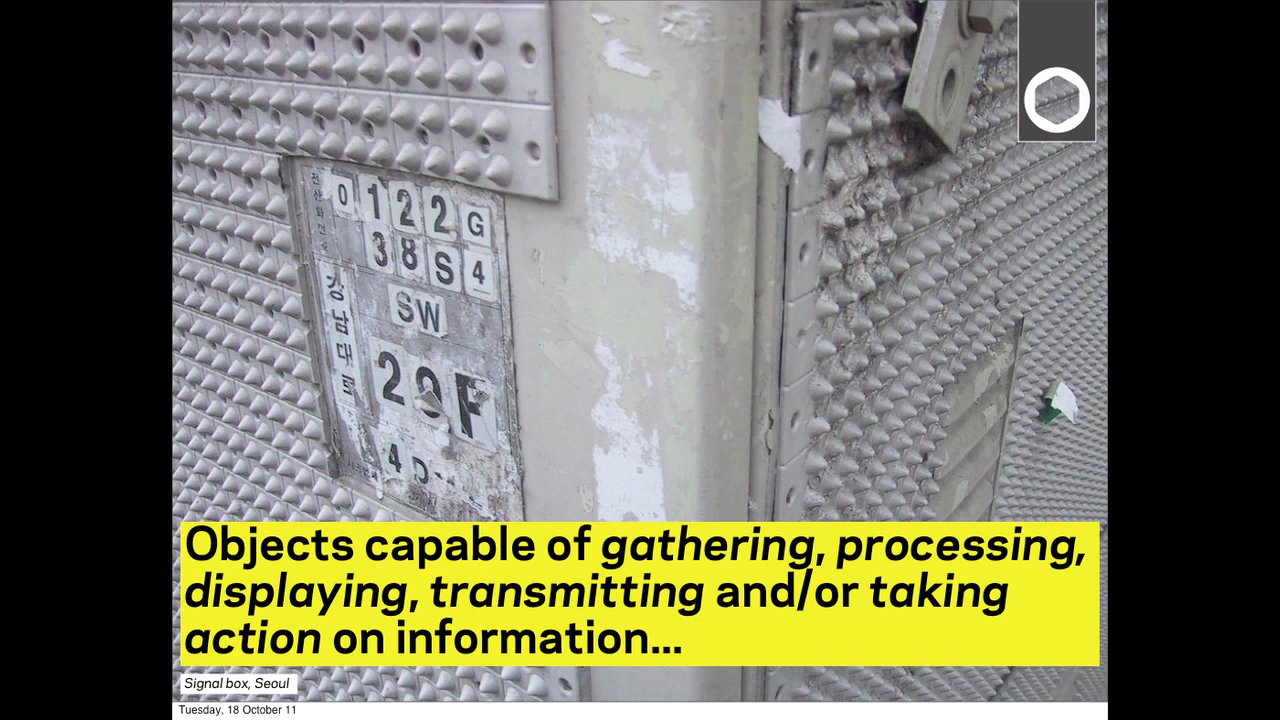 0122G
38S4
SW
강남대로
4D
Objects capable of gathering, processing,
displaying, transmitting and/or taking
action on information...
Signal box, Seoul
Tuesday, 18 October 11